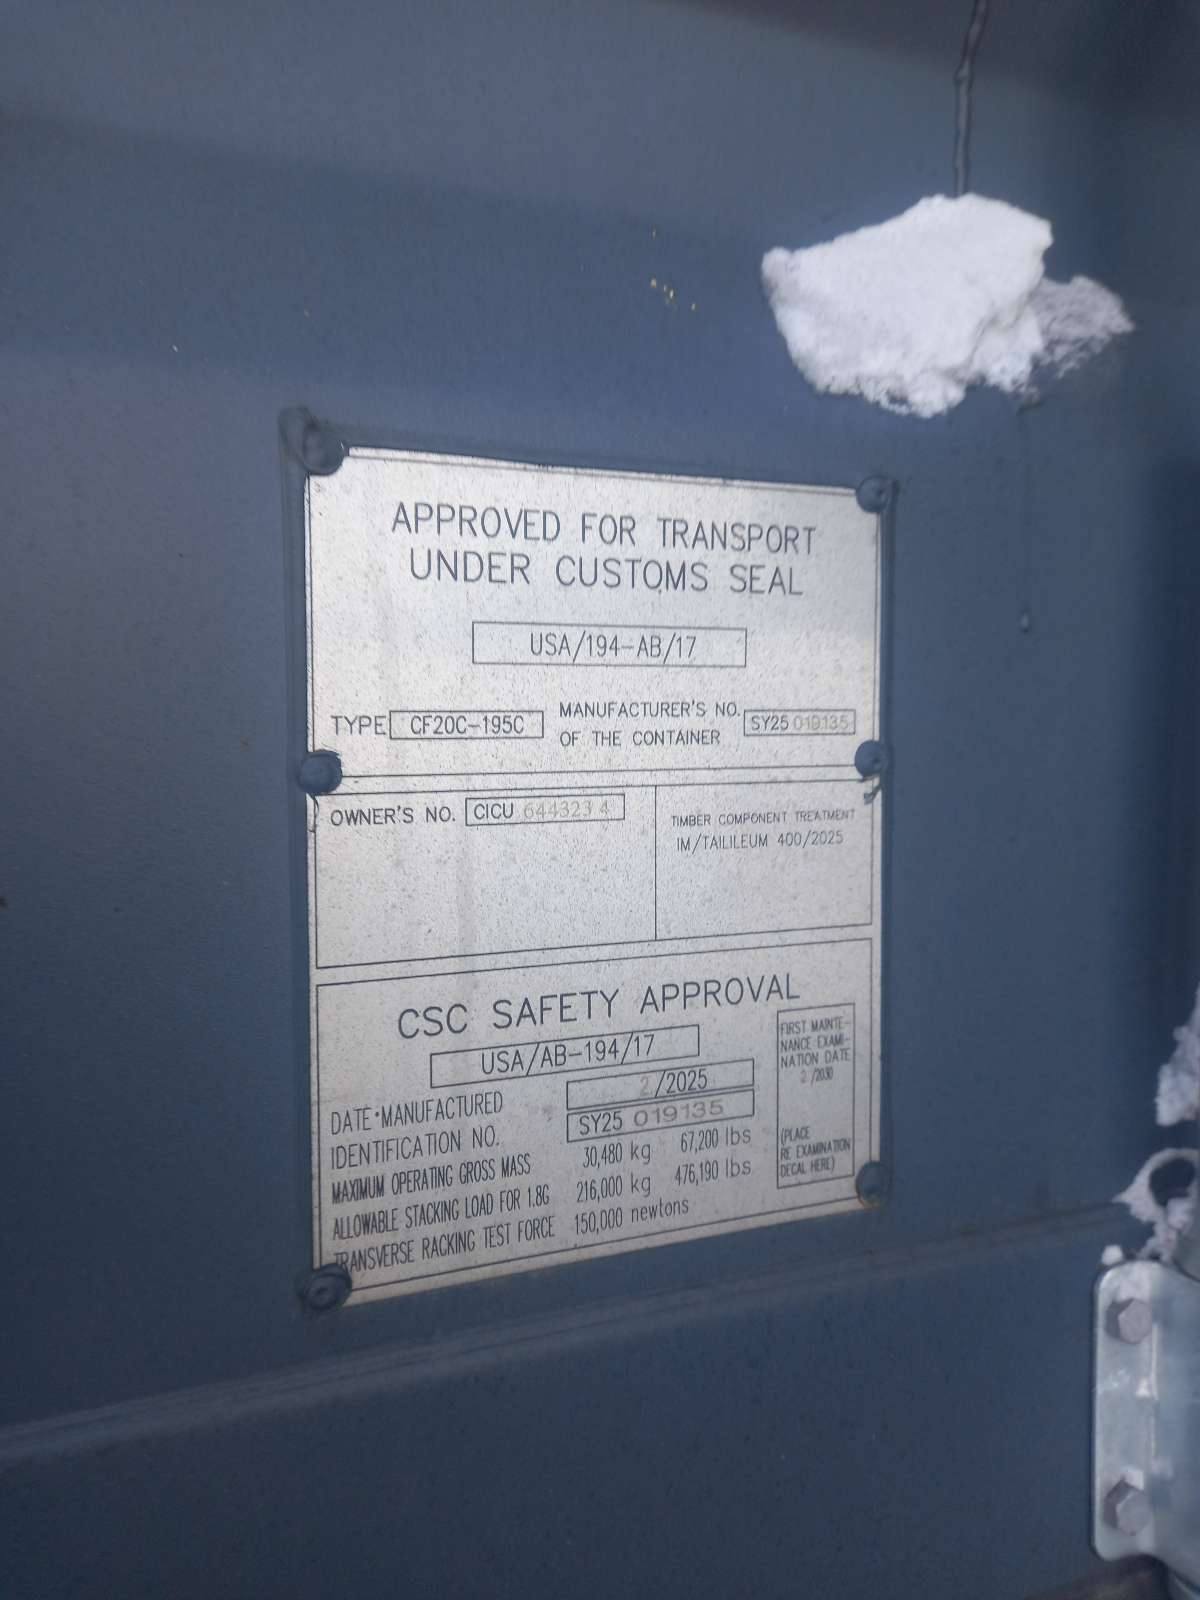 APPROVED FOR TRANSPORT
UNDER CUSTOMS SEAL
USA/194-AB/17
TYPE CF20C-195C
MANUFACTURER'S NO.
OF THE CONTAINER
SY25 019135
OWNER'S NO. CICU 644323 4
TIMBER COMPONENT TREATMENT
IM/TAILILEUM 400/2025
CSC SAFETY APPROVAL
USA/AB-194/17
DATE MANUFACTURED 2/2025
IDENTIFICATION NO. SY25 019135
MAXIMUM OPERATING GROSS MASS 30,480 kg 67,200 lbs
ALLOWABLE STACKING LOAD FOR 1.8G 216,000 kg 476,190 lbs
TRANSVERSE RACKING TEST FORCE 150,000 newtons
FIRST MAINTE-
NANCE EXAMI-
NATION DATE
2/2030
(PLACE
RE EXAMINATION
DECAL HERE)